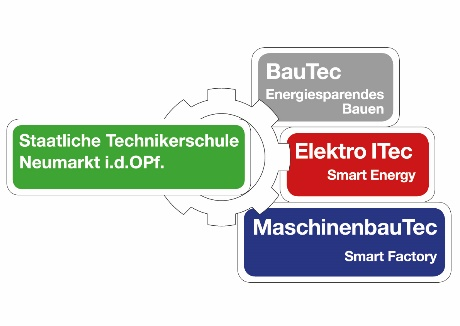 Staatliche Technikerschule
Neumarkt i.d.OPf.
BauTec
Energiesparendes
Bauen
Elektro ITec
Smart Energy
MaschinenbauTec
Smart Factory